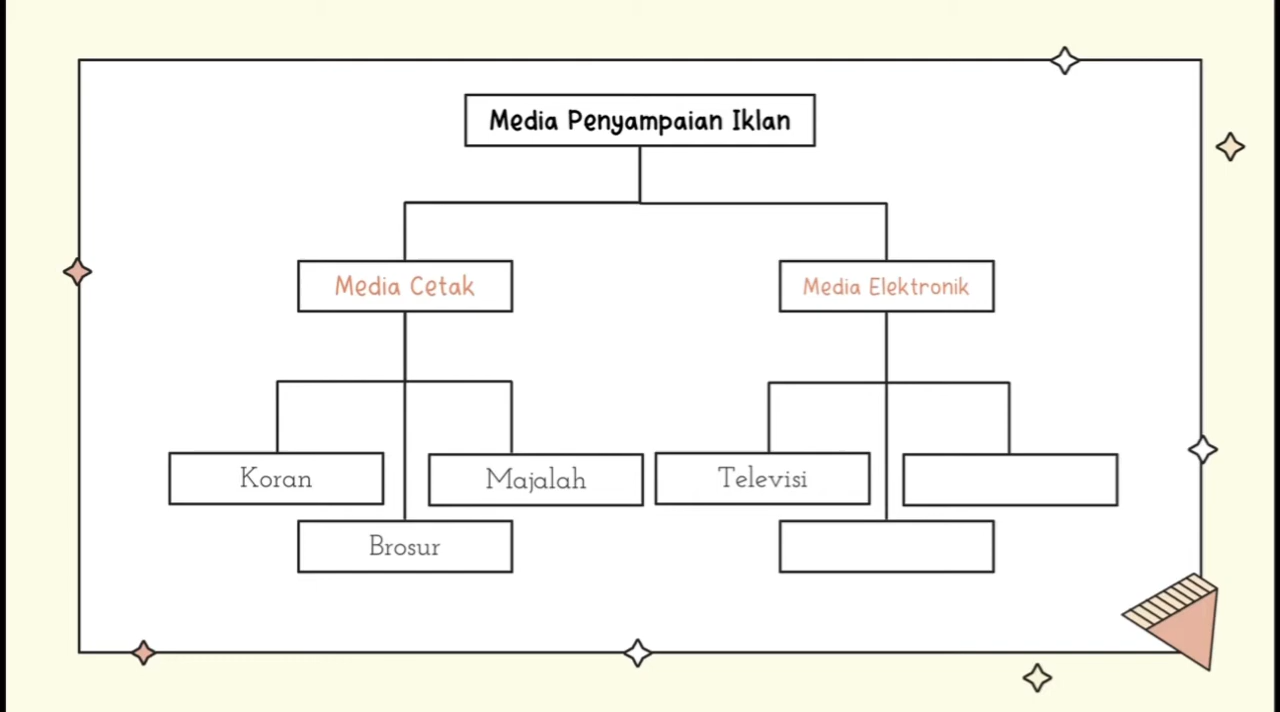 Media Penyampaian Iklan
Media Cetak
Media Elektronik
Koran
Majalah
Televisi
Brosur